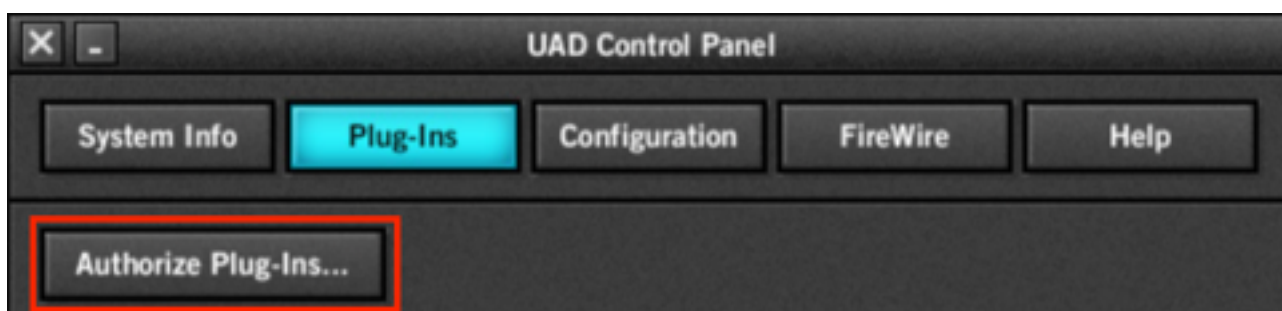 UAD Control Panel
System Info Plug-Ins Configuration FireWire Help
Authorize Plug-Ins...